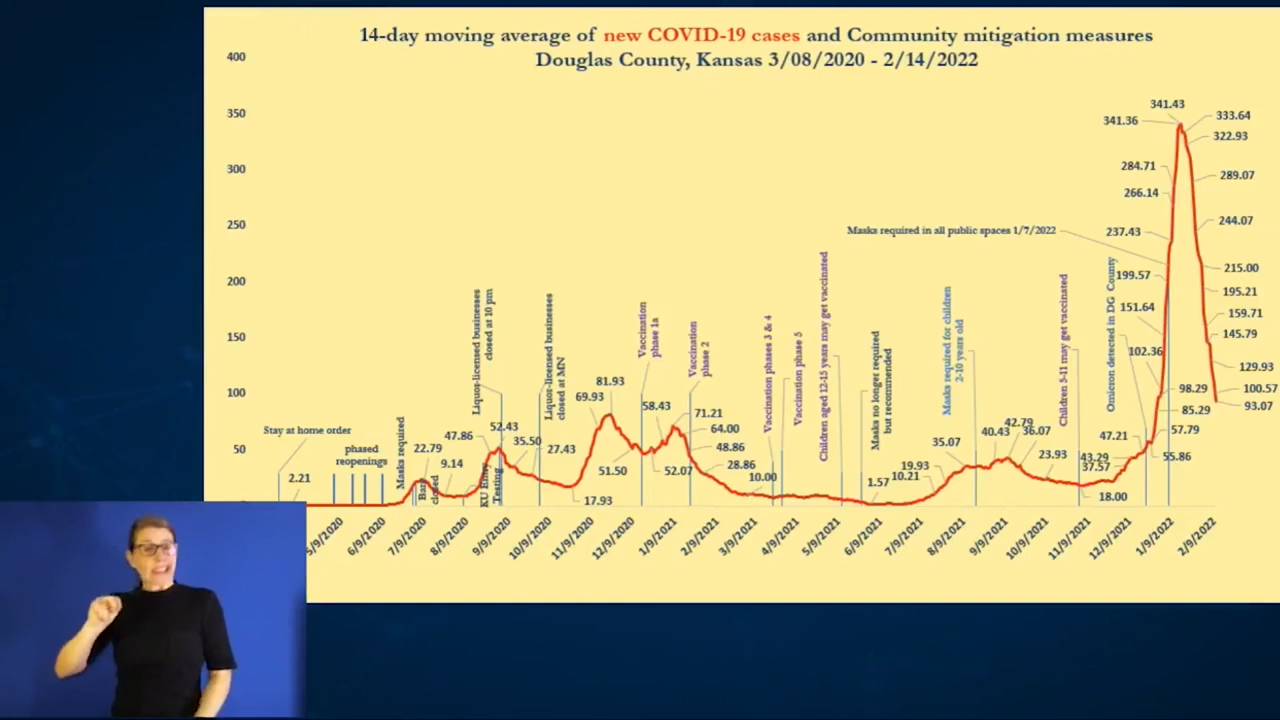 14-day moving average of new COVID-19 cases and Community mitigation measures
Douglas County, Kansas 3/08/2020 - 2/14/2022
400
350
300
250
200
150
100
50
Stay at home order
2.21
phased
reopenings
Masks required
22.79
Bars
closed
9.14
47.86
KU Entry
Testing
Liquor-licensed businesses
closed at 10 pm
52.43
35.50
Liquor-licensed businesses
closed at MN
27.43
17.93
69.93
81.93
51.50
Vaccination
phase 1a
58.43
52.07
Vaccination
phase 2
71.21
64.00
48.86
28.86
10.00
Vaccination phases 3 & 4
Vaccination phase 5
Children aged 12-15 years may get vaccinated
Masks no longer required
but recommended
1.57
10.21
19.93
35.07
Masks required for children
2-10 years old
40.43
42.79
36.07
23.93
Children 5-11 may get vaccinated
43.29
37.57
18.00
47.21
Omicron detected in DG County
Masks required in all public spaces 1/7/2022
55.86
57.79
85.29
98.29
102.36
151.64
199.57
237.43
266.14
284.71
341.36
341.43
333.64
322.93
289.07
244.07
215.00
195.21
159.71
145.79
129.93
100.57
93.07
5/9/2020
6/9/2020
7/9/2020
8/9/2020
9/9/2020
10/9/2020
11/9/2020
12/9/2020
1/9/2021
2/9/2021
3/9/2021
4/9/2021
5/9/2021
6/9/2021
7/9/2021
8/9/2021
9/9/2021
10/9/2021
11/9/2021
12/9/2021
1/9/2022
2/9/2022